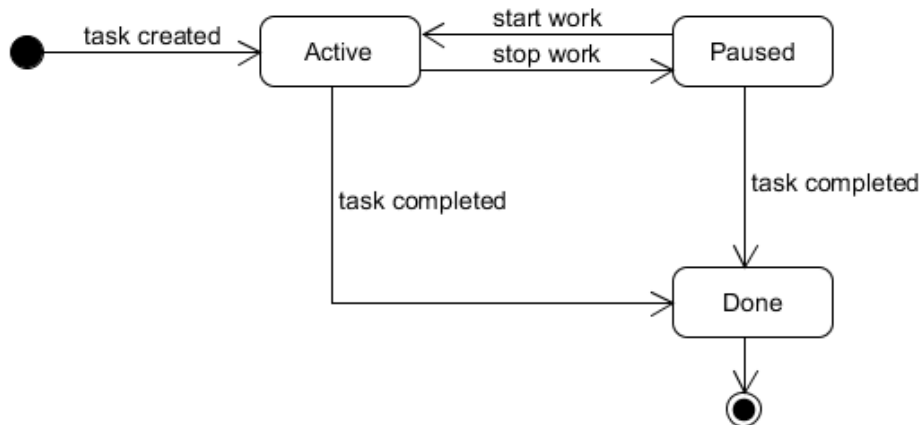 task created
Active
start work
stop work
Paused
task completed
task completed
Done